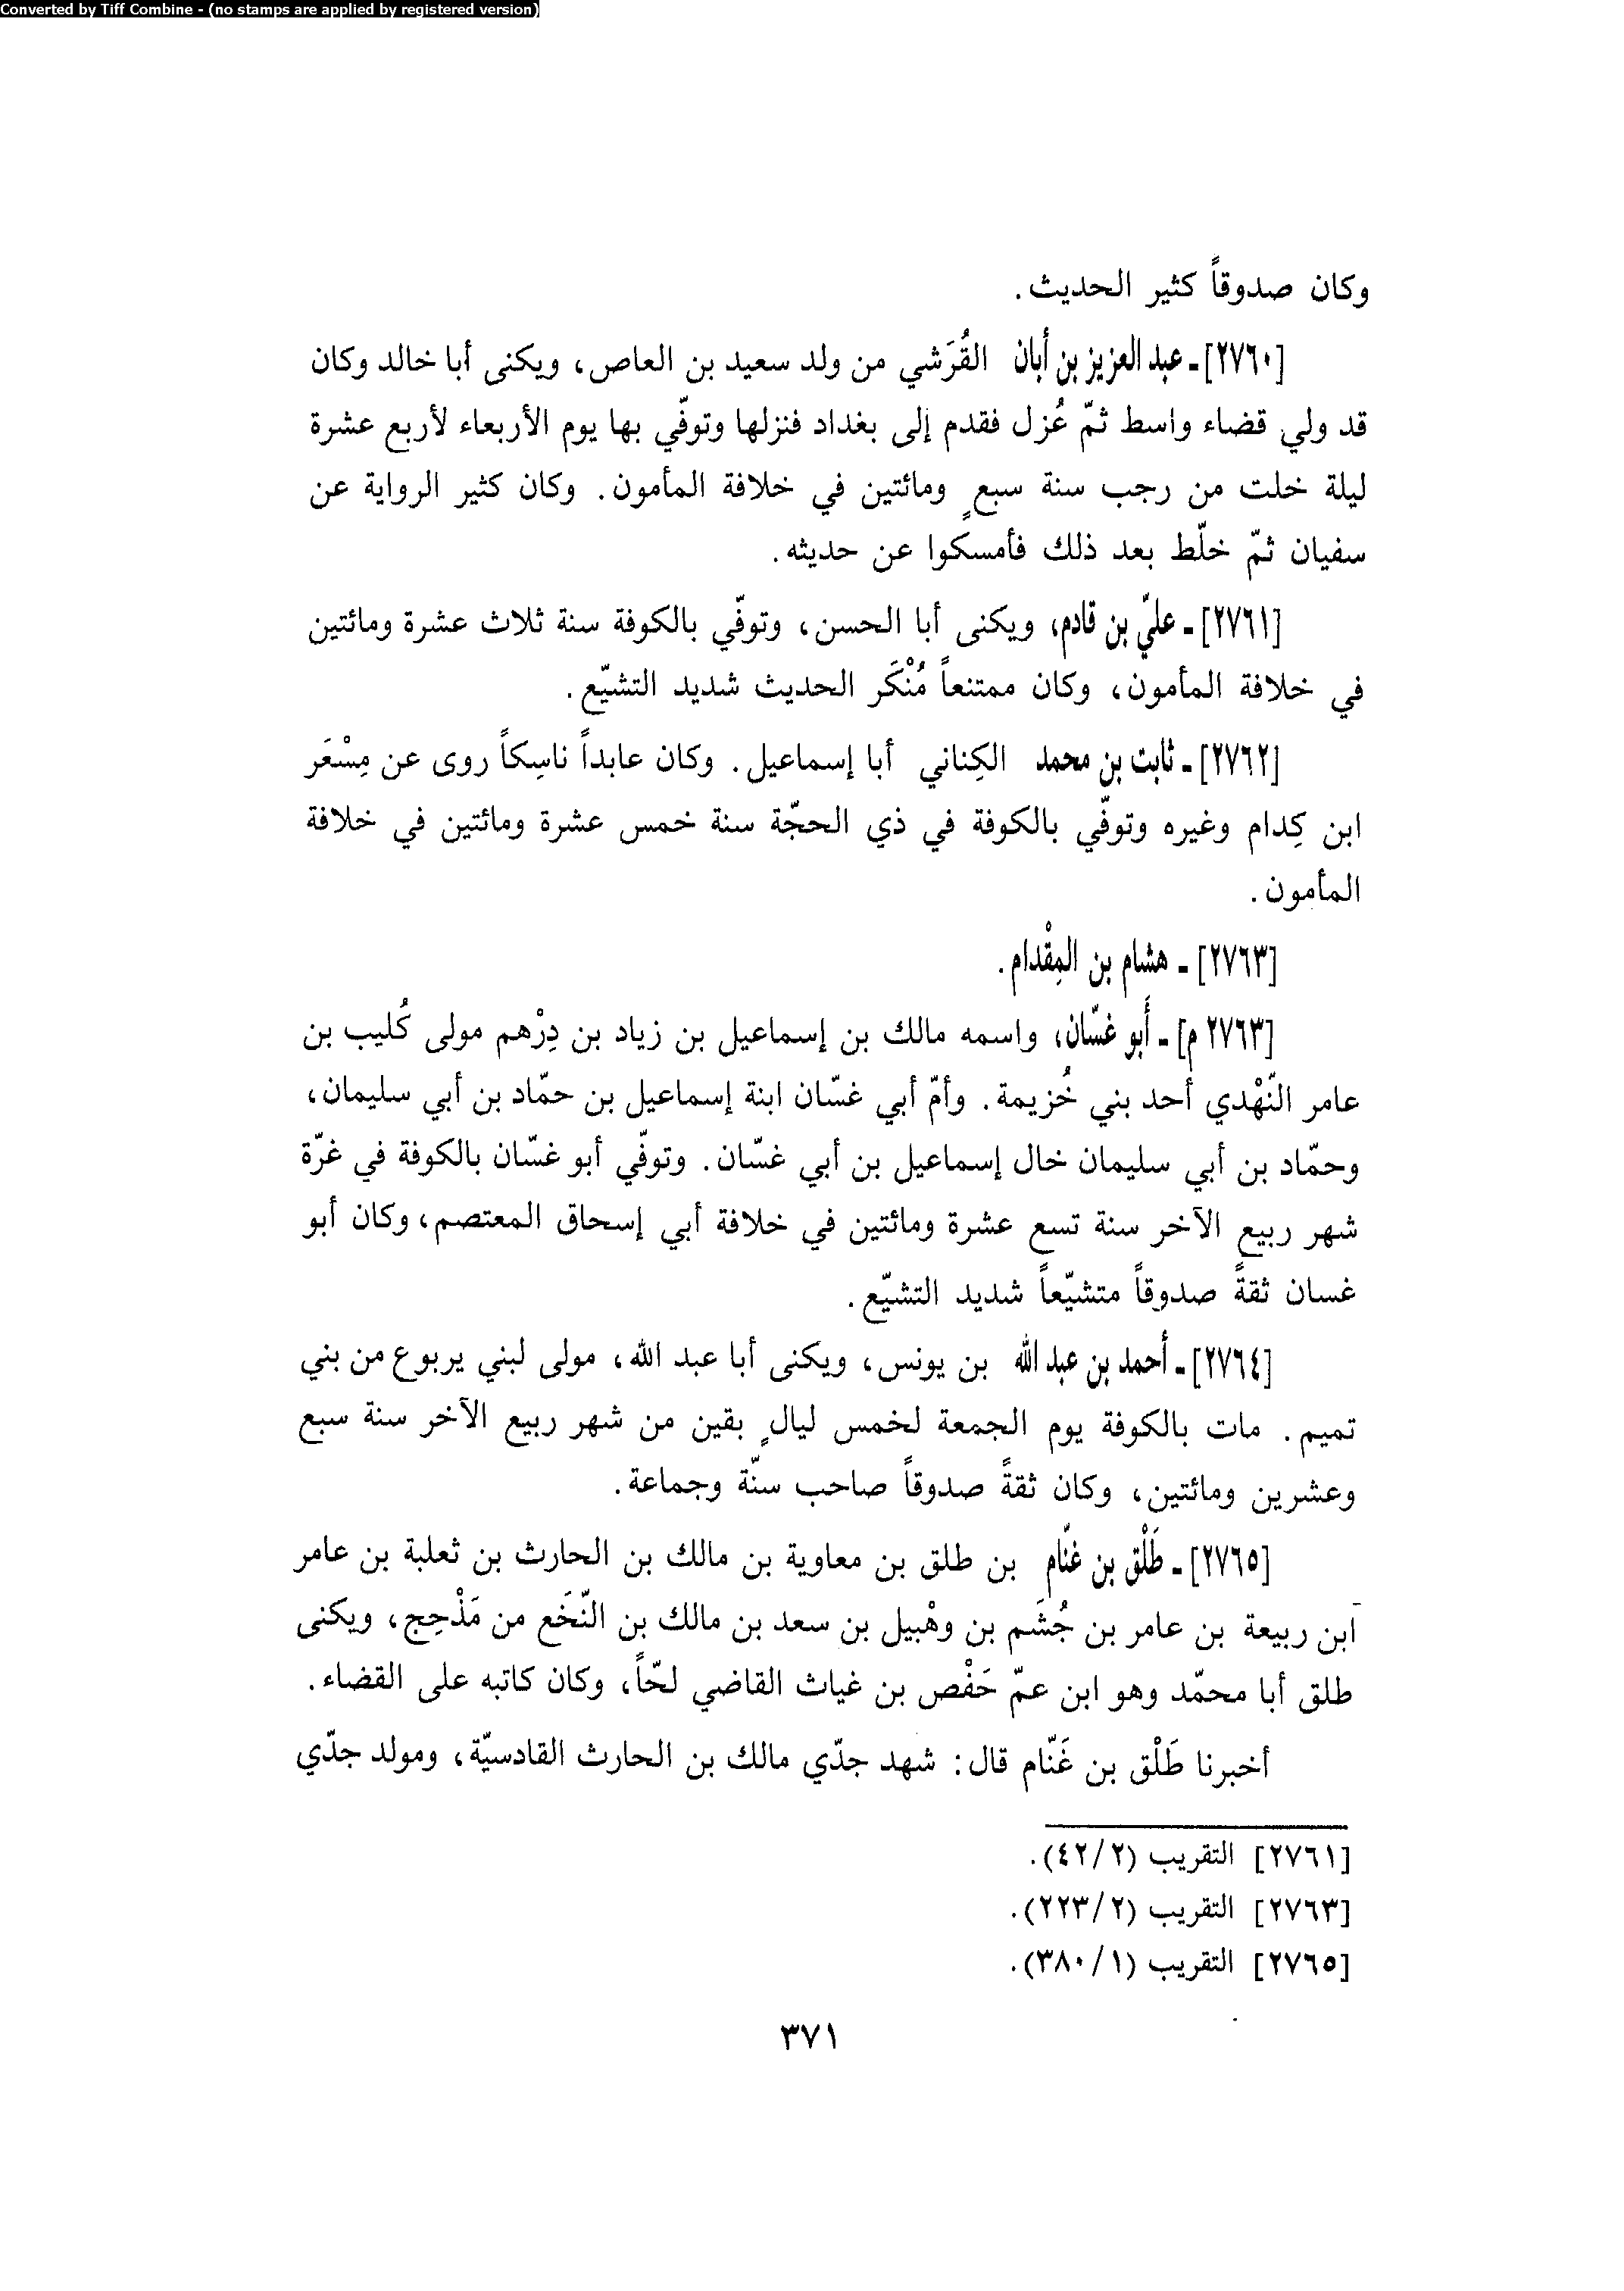 Converted by Tiff Combine - (no stamps are applied by registered version)
وكان صدوقاً كثير الحديث.
[٢٧٦٠] ـ عبد العزيز بن أبان القُرَشي من ولد سعيد بن العاص، ويكنى أبا خالد وكان
قد ولي قضاء واسط ثمّ عُزل فقدم إلى بغداد فنزلها وتوفّي بها يوم الأربعاء لأربع عشرة
ليلة خلت من رجب سنة سبعٍ ومائتين في خلافة المأمون. وكان كثير الرواية عن
سفيان ثمّ خلّط بعد ذلك فأمسكوا عن حديثه.
[٢٧٦١] ـ عليّ بن قادم، ويكنى أبا الحسن، وتوفّي بالكوفة سنة ثلاث عشرة ومائتين
في خلافة المأمون، وكان ممتنعاً مُنْكَر الحديث شديد التشيّع.
[٢٧٦٢] ـ ثابت بن محمد الكِناني أبا إسماعيل. وكان عابداً ناسِكاً روى عن مِسْعَر
ابن كِدام وغيره وتوفّي بالكوفة في ذي الحجّة سنة خمس عشرة ومائتين في خلافة
المأمون.
[٢٧٦٣] ـ هشام بن المِقْدام.
[٢٧٦٣ م] ـ أَبو غسّان، واسمه مالك بن إسماعيل بن زياد بن دِرْهم مولى كُليب بن
عامر النّهْدي أحد بني خُزيمة. وأمّ أبي غسّان ابنة إسماعيل بن حمّاد بن أبي سليمان،
وحمّاد بن أبي سليمان خال إسماعيل بن أبي غسّان. وتوفّي أبو غسّان بالكوفة في غرّة
شهر ربيع الآخر سنة تسع عشرة ومائتين في خلافة أبي إسحاق المعتصم، وكان أبو
غسان ثقةً صدوقاً متشيّعاً شديد التشيّع.
[٢٧٦٤] ـ أحمد بن عبد الله بن يونس، ويكنى أبا عبد الله، مولى لبني يربوع من بني
تميم. مات بالكوفة يوم الجمعة لخمس ليالٍ بقين من شهر ربيع الآخر سنة سبع
وعشرين ومائتين، وكان ثقةً صدوقاً صاحب سنّة وجماعة.
[٢٧٦٥] ـ طَلْق بن غنّام بن طلق بن معاوية بن مالك بن الحارث بن ثعلبة بن عامر
ابن ربيعة بن عامر بن جُشَم بن وهْبيل بن سعد بن مالك بن النّخَع من مَذْحِج، ويكنى
طلق أبا محمّد وهو ابن عمّ حَفْص بن غياث القاضي لحّاً، وكان كاتبه على القضاء.
أخبرنا طَلْق بن غَنّام قال: شهد جدّي مالك بن الحارث القادسيّة، ومولد جدّي
[٢٧٦١] التقريب (٤٢/٢).
[٢٧٦٣] التقريب (٢٢٣/٢).
[٢٧٦٥] التقريب (٣٨٠/١).
٣٧١